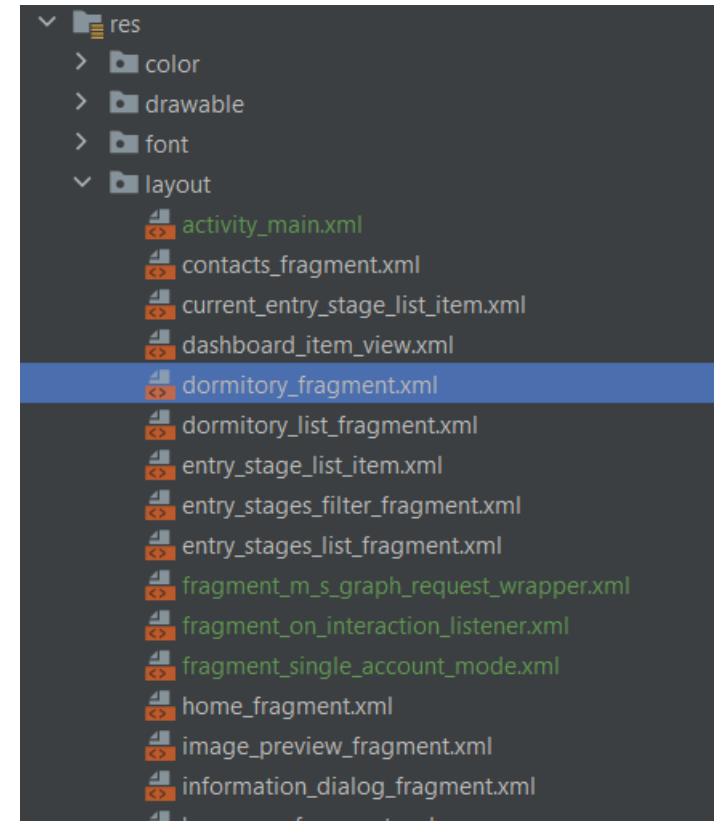 res
color
drawable
font
layout
activity_main.xml
contacts_fragment.xml
current_entry_stage_list_item.xml
dashboard_item_view.xml
dormitory_fragment.xml
dormitory_list_fragment.xml
entry_stage_list_item.xml
entry_stages_filter_fragment.xml
entry_stages_list_fragment.xml
fragment_m_s_graph_request_wrapper.xml
fragment_on_interaction_listener.xml
fragment_single_account_mode.xml
home_fragment.xml
image_preview_fragment.xml
information_dialog_fragment.xml